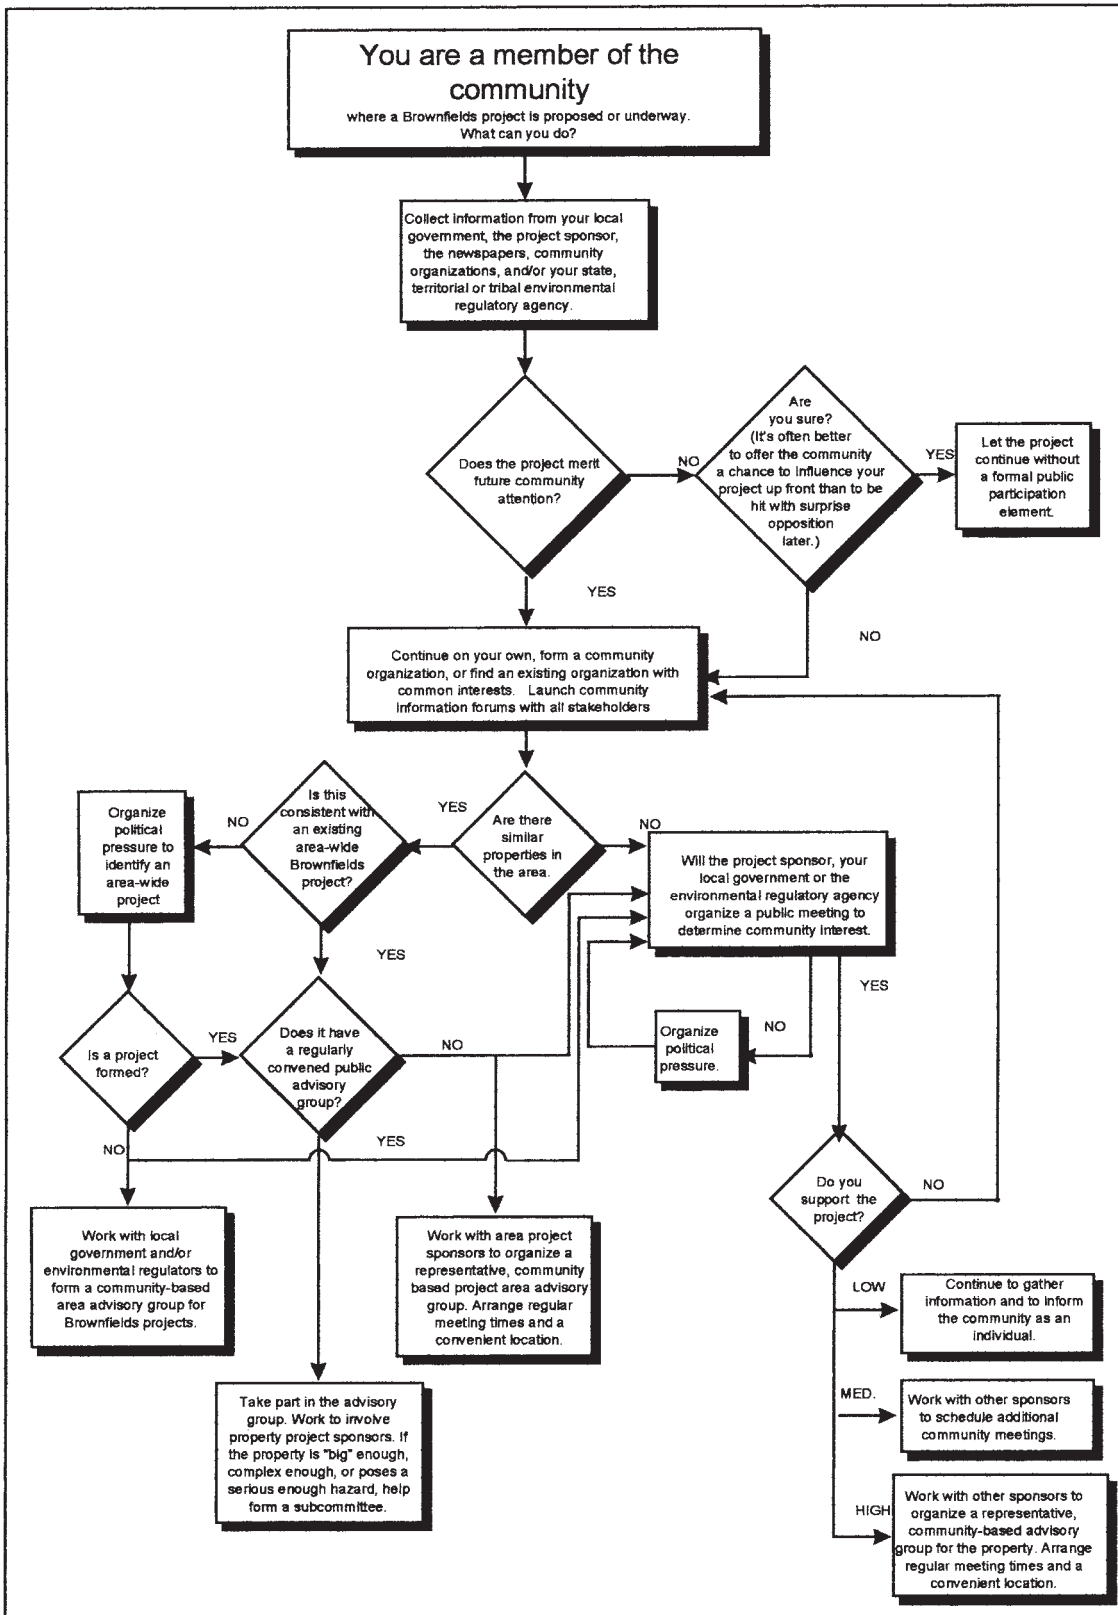 You are a member of the
community
where a Brownfields project is proposed or underway.
What can you do?
Collect information from your local
government, the project sponsor,
the newspapers, community
organizations, and/or your state,
territorial or tribal environmental
regulatory agency.
Does the project merit
future community
attention?
NO
Are
you sure?
(It's often better
to offer the community
a chance to influence your
project up front than to be
hit with surprise
opposition
later.)
YES
Let the project
continue without
a formal public
participation
element.
YES
NO
Continue on your own, form a community
organization, or find an existing organization with
common interests. Launch community
information forums with all stakeholders
Organize
political
pressure to
identify an
area-wide
project
NO
Is this
consistent with
an existing
area-wide
Brownfields
project?
YES
Are there
similar
properties in
the area.
NO
Will the project sponsor, your
local government or the
environmental regulatory agency
organize a public meeting to
determine community interest.
YES
YES
Is a project
formed?
YES
Does it have
a regularly
convened public
advisory
group?
NO
Organize
political
pressure.
NO
NO
YES
Do you
support the
project?
NO
Work with local
government and/or
environmental regulators to
form a community-based
area advisory group for
Brownfields projects.
Work with area project
sponsors to organize a
representative, community
based project area advisory
group. Arrange regular
meeting times and a
convenient location.
LOW
Continue to gather
information and to inform
the community as an
individual.
Take part in the advisory
group. Work to involve
property project sponsors. If
the property is "big" enough,
complex enough, or poses a
serious enough hazard, help
form a subcommittee.
MED.
Work with other sponsors
to schedule additional
community meetings.
HIGH
Work with other sponsors to
organize a representative,
community-based advisory
group for the property. Arrange
regular meeting times and a
convenient location.